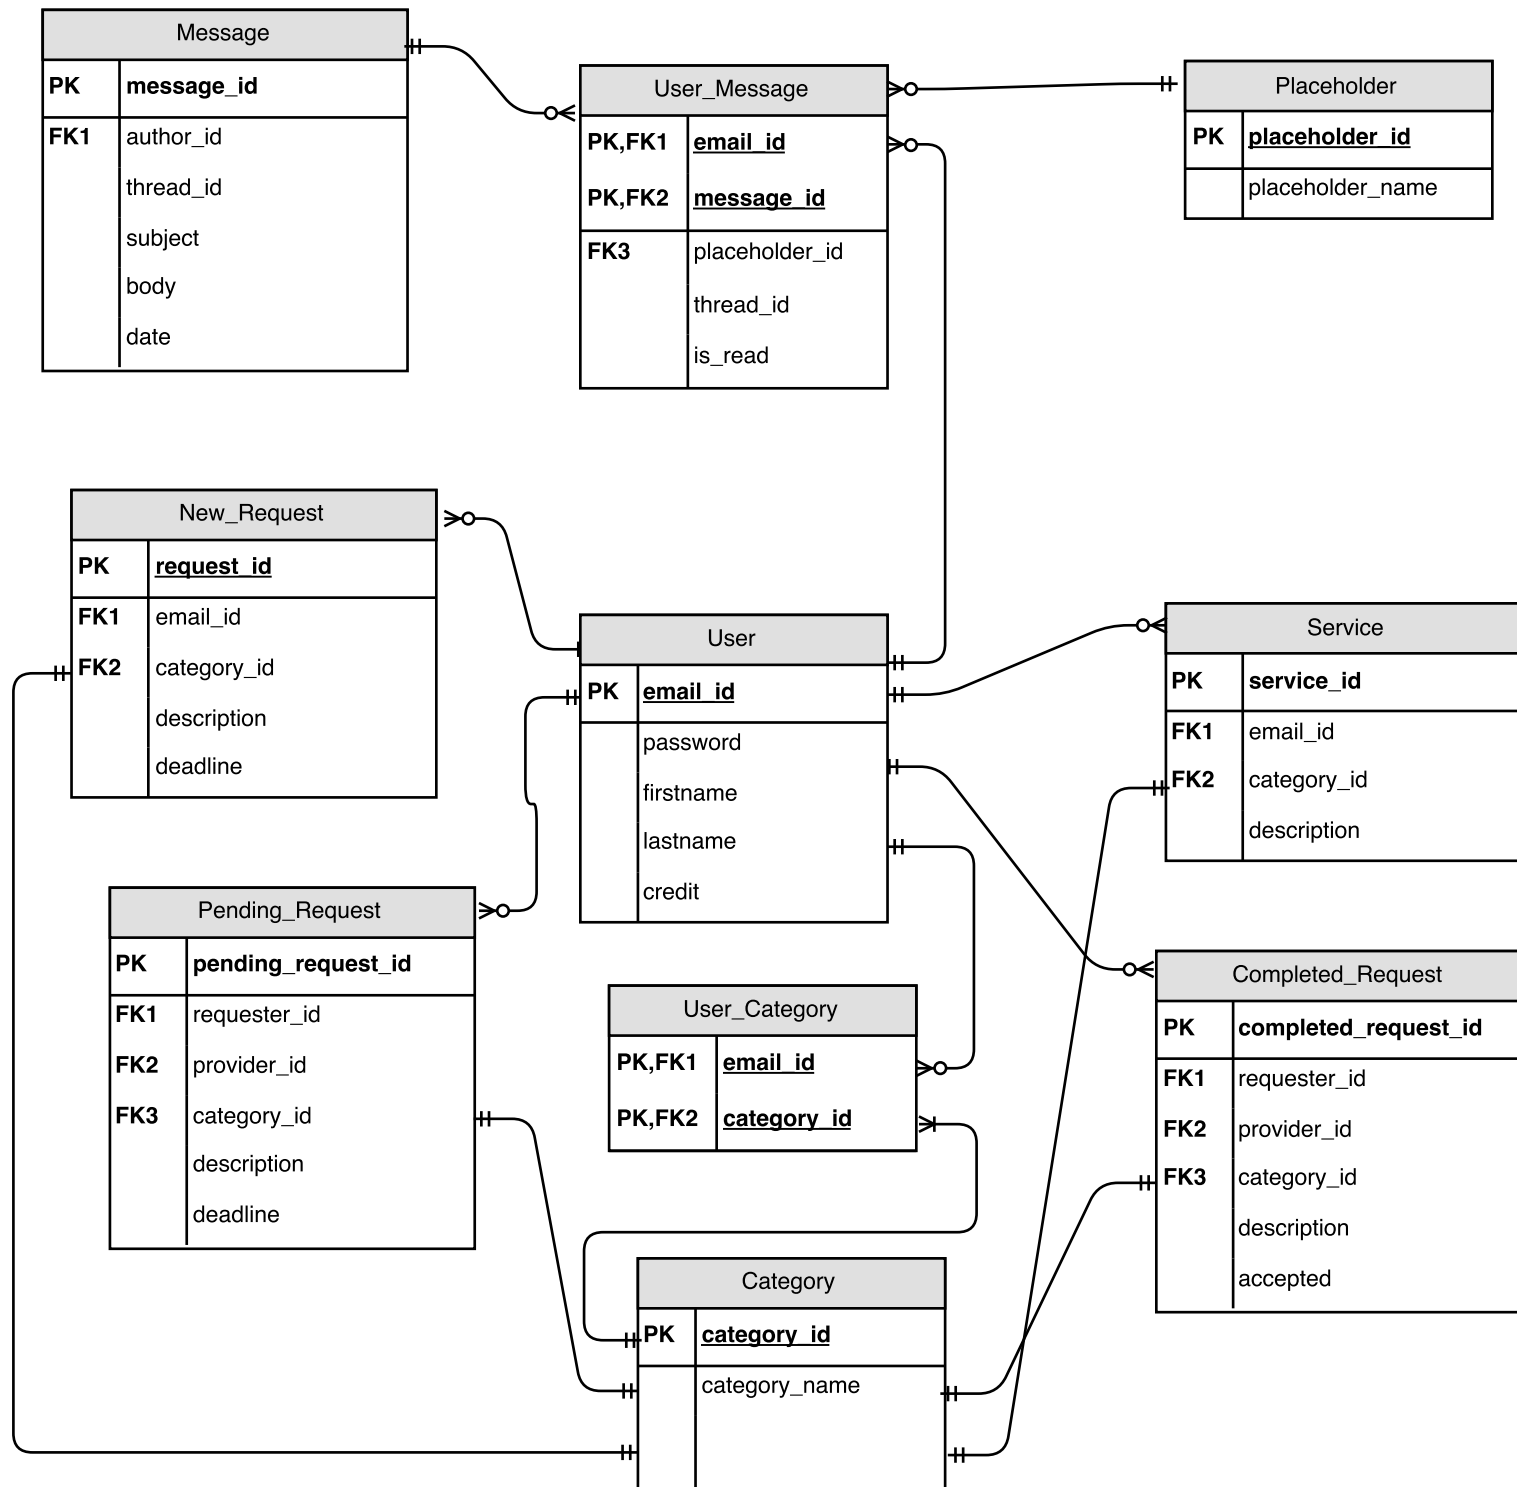 Message
PK message_id
FK1 author_id
thread_id
subject
body
date
User_Message
PK,FK1 email_id
PK,FK2 message_id
FK3 placeholder_id
thread_id
is_read
Placeholder
PK placeholder_id
placeholder_name
New_Request
PK request_id
FK1 email_id
FK2 category_id
description
deadline
User
PK email_id
password
firstname
lastname
credit
Service
PK service_id
FK1 email_id
FK2 category_id
description
Pending_Request
PK pending_request_id
FK1 requester_id
FK2 provider_id
FK3 category_id
description
deadline
User_Category
PK,FK1 email_id
PK,FK2 category_id
Completed_Request
PK completed_request_id
FK1 requester_id
FK2 provider_id
FK3 category_id
description
accepted
Category
PK category_id
category_name